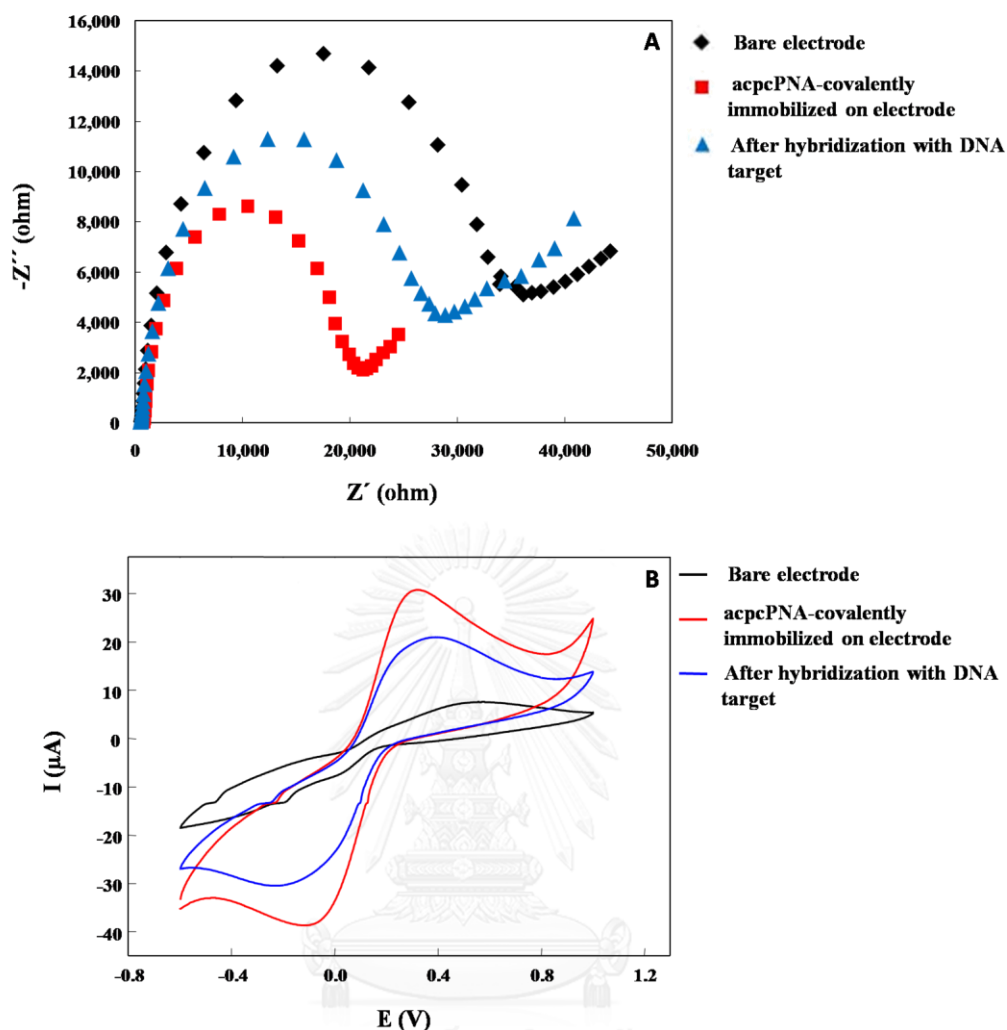 16,000
14,000
12,000
10,000
8,000
6,000
4,000
2,000
0
-Z´´ (ohm)
A
0 10,000 20,000 30,000 40,000 50,000
Z´ (ohm)
Bare electrode
acpcPNA-covalently
immobilized on electrode
After hybridization with DNA
target
30
20
10
0
-10
-20
-30
-40
I (µA)
B
-0.8 -0.4 0.0 0.4 0.8 1.2
E (V)
Bare electrode
acpcPNA-covalently
immobilized on electrode
After hybridization with DNA
target